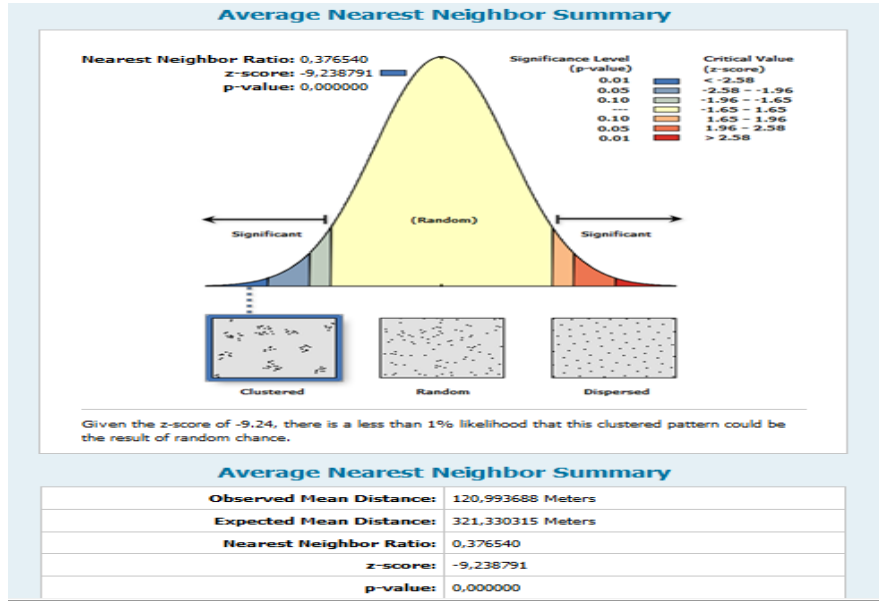 Average Nearest Neighbor Summary
Nearest Neighbor Ratio: 0,376540
z-score: -9,238791
p-value: 0,000000
Significance Level Critical Value
(p-value) (z-score)
0.01 < -2.58
0.05 -2.58 - -1.96
0.10 -1.96 - -1.65
--- -1.65 - 1.65
0.10 1.65 - 1.96
0.05 1.96 - 2.58
0.01 > 2.58
(Random)
Significant Significant
Clustered Random Dispersed
Given the z-score of -9.24, there is a less than 1% likelihood that this clustered pattern could be
the result of random chance.
Average Nearest Neighbor Summary
Observed Mean Distance: 120,993688 Meters
Expected Mean Distance: 321,330315 Meters
Nearest Neighbor Ratio: 0,376540
z-score: -9,238791
p-value: 0,000000